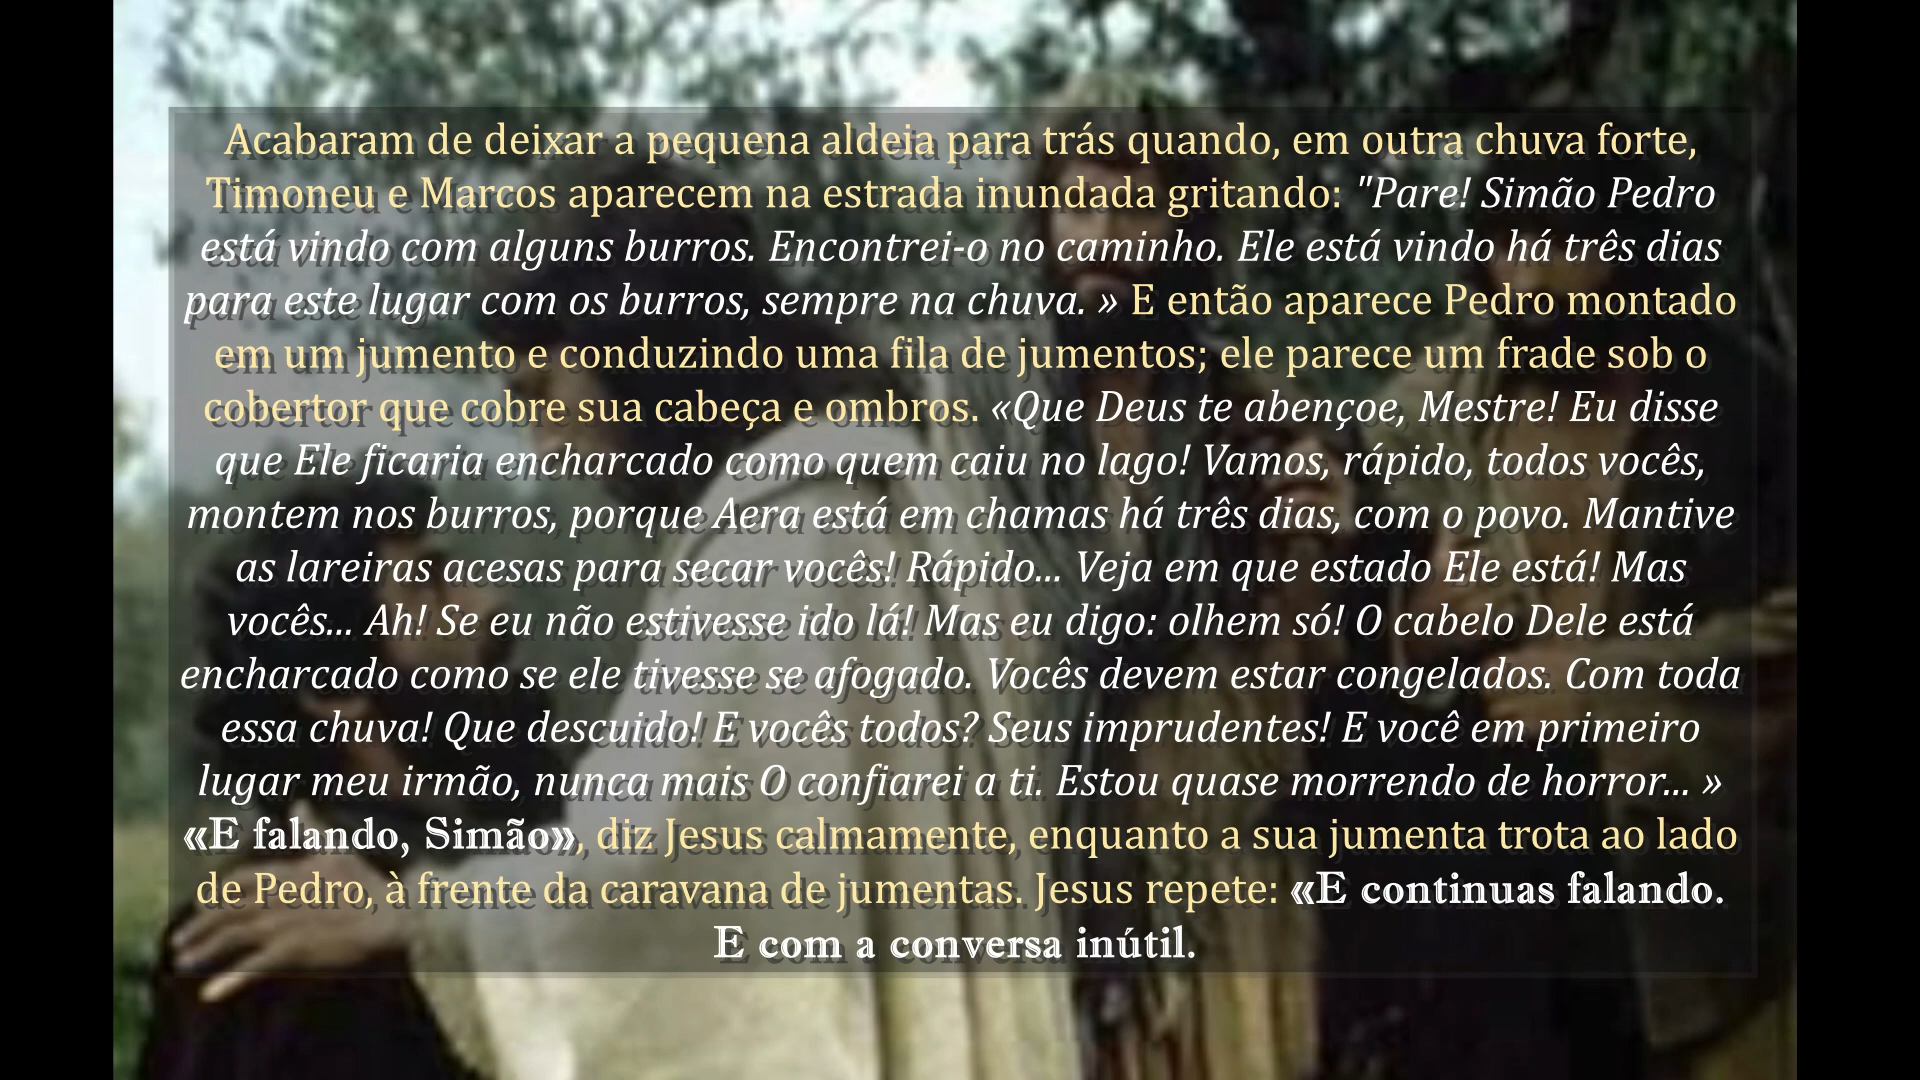 Acabaram de deixar a pequena aldeia para trás quando, em outra chuva forte,
Timoneu e Marcos aparecem na estrada inundada gritando: "Pare! Simão Pedro
está vindo com alguns burros. Encontrei-o no caminho. Ele está vindo há três dias
para este lugar com os burros, sempre na chuva. » E então aparece Pedro montado
em um jumento e conduzindo uma fila de jumentos; ele parece um frade sob o
cobertor que cobre sua cabeça e ombros. «Que Deus te abençoe, Mestre! Eu disse
que Ele ficaria encharcado como quem caiu no lago! Vamos, rápido, todos vocês,
montem nos burros, porque Aera está em chamas há três dias, com o povo. Mantive
as lareiras acesas para secar vocês! Rápido... Veja em que estado Ele está! Mas
vocês... Ah! Se eu não estivesse ido lá! Mas eu digo: olhem só! O cabelo Dele está
encharcado como se ele tivesse se afogado. Vocês devem estar congelados. Com toda
essa chuva! Que descuido! E vocês todos? Seus imprudentes! E você em primeiro
lugar meu irmão, nunca mais O confiarei a ti. Estou quase morrendo de horror... »
«E falando, Simão», diz Jesus calmamente, enquanto a sua jumenta trota ao lado
de Pedro, à frente da caravana de jumentas. Jesus repete: «E continuas falando.
E com a conversa inútil.